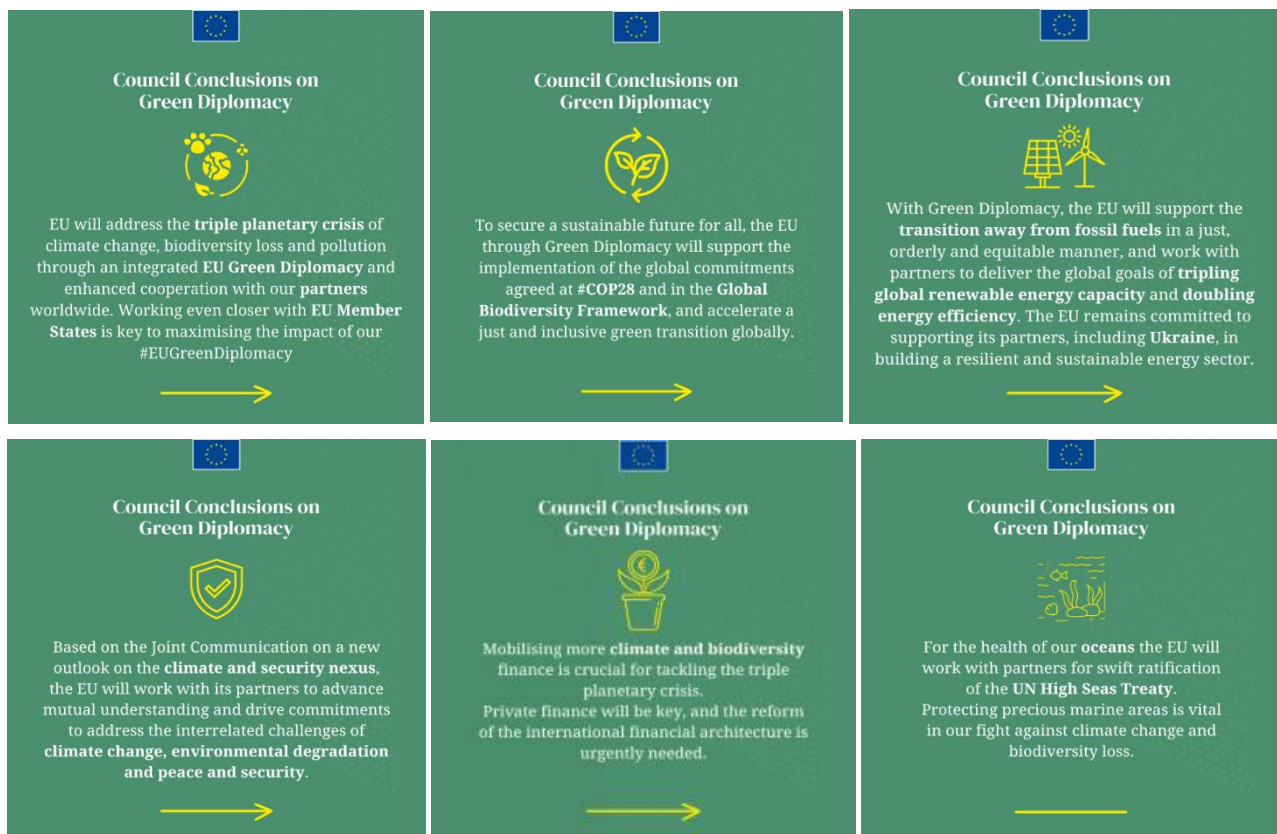 Council Conclusions on
Green Diplomacy
EU will address the triple planetary crisis of
climate change, biodiversity loss and pollution
through an integrated EU Green Diplomacy and
enhanced cooperation with our partners
worldwide. Working even closer with EU Member
States is key to maximising the impact of our
#EUGreenDiplomacy
Council Conclusions on
Green Diplomacy
To secure a sustainable future for all, the EU
through Green Diplomacy will support the
implementation of the global commitments
agreed at #COP28 and in the Global
Biodiversity Framework, and accelerate a
just and inclusive green transition globally.
Council Conclusions on
Green Diplomacy
With Green Diplomacy, the EU will support the
transition away from fossil fuels in a just,
orderly and equitable manner, and work with
partners to deliver the global goals of tripling
global renewable energy capacity and doubling
energy efficiency. The EU remains committed to
supporting its partners, including Ukraine, in
building a resilient and sustainable energy sector.
Council Conclusions on
Green Diplomacy
Based on the Joint Communication on a new
outlook on the climate and security nexus,
the EU will work with its partners to advance
mutual understanding and drive commitments
to address the interrelated challenges of
climate change, environmental degradation
and peace and security.
Council Conclusions on
Green Diplomacy
€
Mobilising more climate and biodiversity
finance is crucial for tackling the triple
planetary crisis.
Private finance will be key, and the reform
of the international financial architecture is
urgently needed.
Council Conclusions on
Green Diplomacy
For the health of our oceans the EU will
work with partners for swift ratification
of the UN High Seas Treaty.
Protecting precious marine areas is vital
in our fight against climate change and
biodiversity loss.